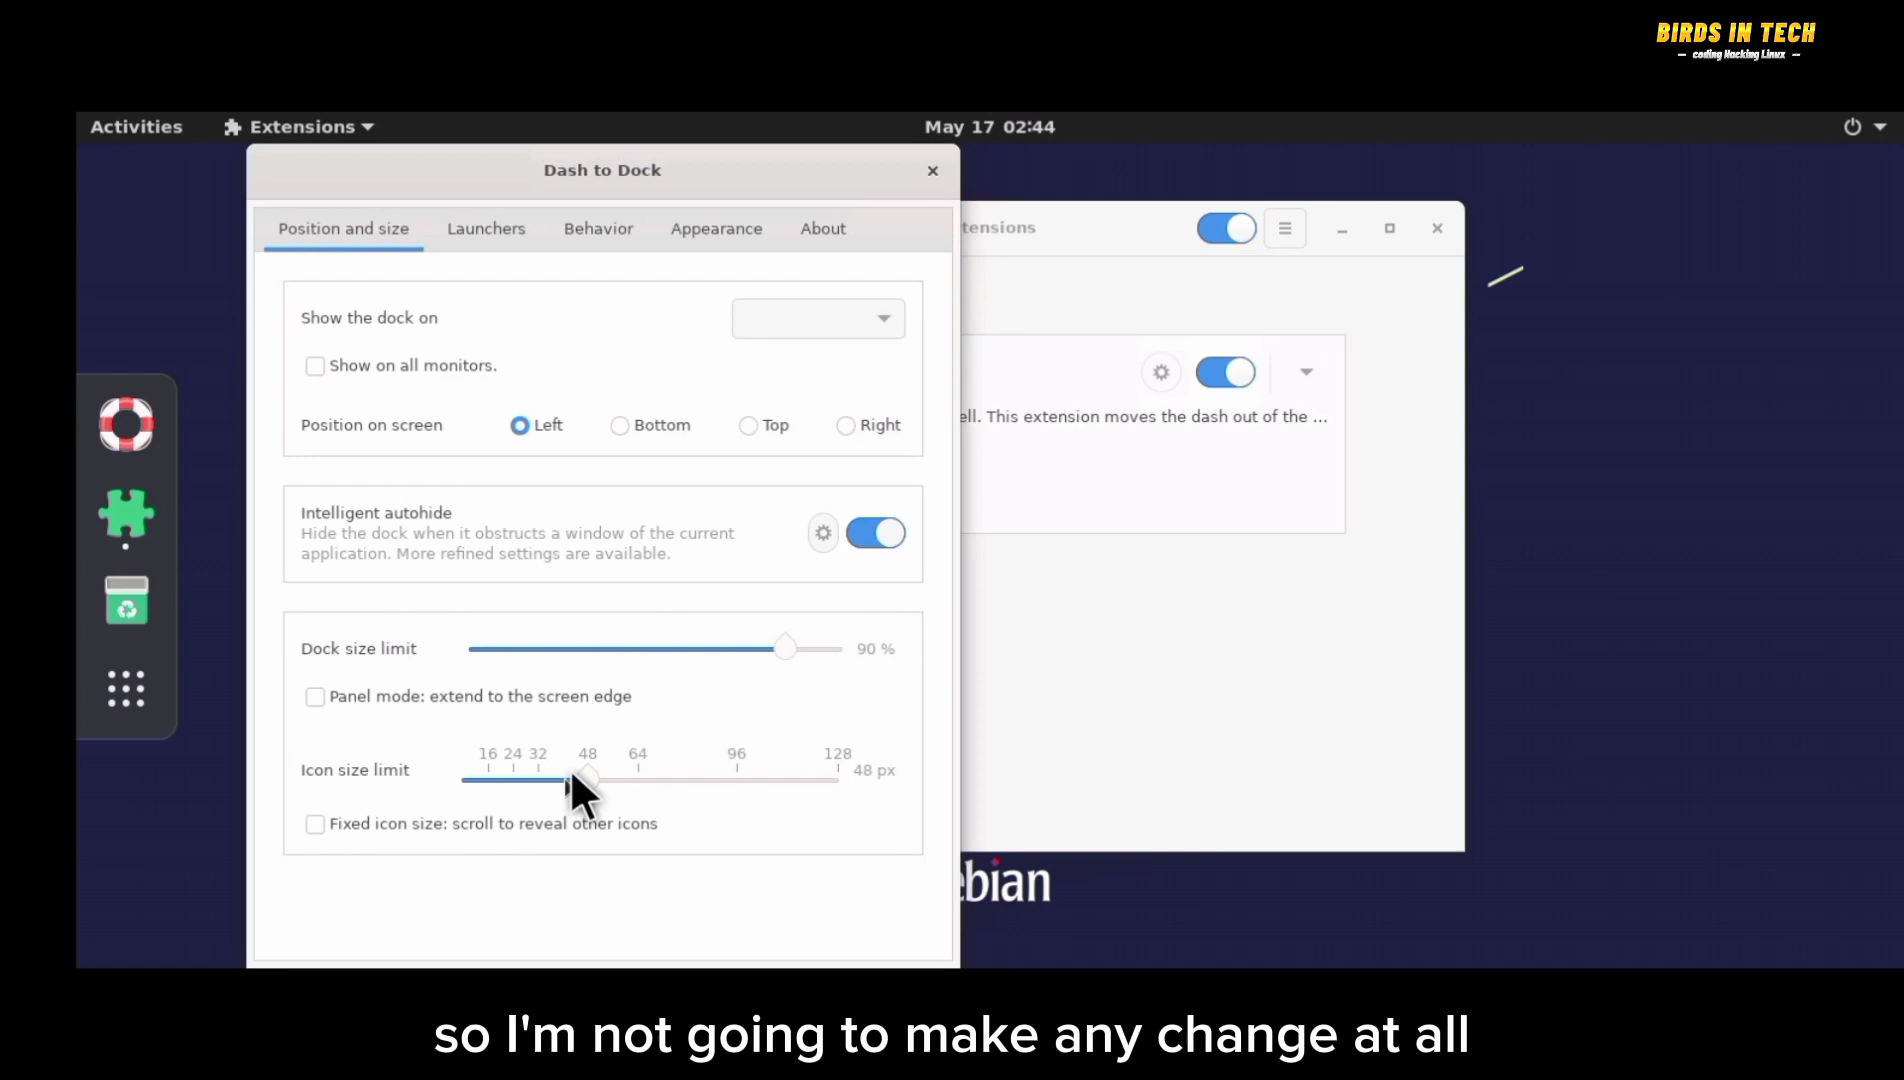 BIRDS IN TECH
— coding Hacking Linux —
Activities Extensions May 17 02:44
Dash to Dock
Position and size Launchers Behavior Appearance About
tensions
Show the dock on
Show on all monitors.
Position on screen Left Bottom Top Right
ell. This extension moves the dash out of the ...
Intelligent autohide
Hide the dock when it obstructs a window of the current
application. More refined settings are available.
Dock size limit 90 %
Panel mode: extend to the screen edge
16 24 32 48 64 96 128
Icon size limit 48 px
Fixed icon size: scroll to reveal other icons
ebian
so I'm not going to make any change at all